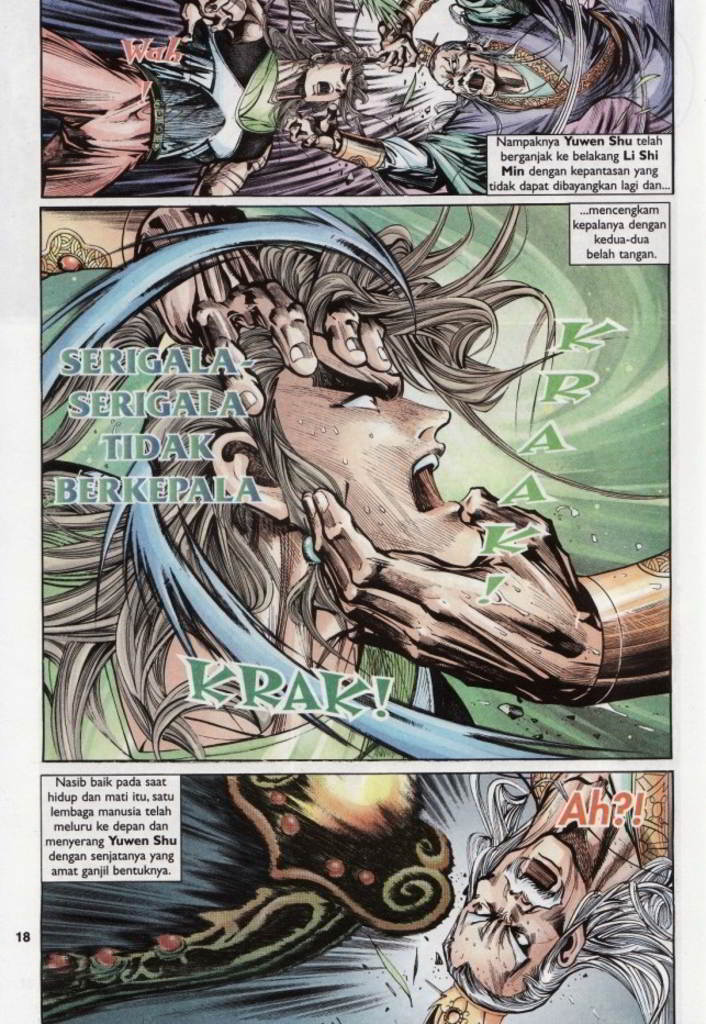 Wah
!
Nampaknya Yuwen Shu telah
berganjak ke belakang Li Shi
Min dengan kepantasan yang
tidak dapat dibayangkan lagi dan...
...mencengkam
kepalanya dengan
kedua-dua
belah tangan.
SERIGALA-
SERIGALA
TIDAK
BERKEPALA
KRAAK!
KRAK!
Nasib baik pada saat
hidup dan mati itu, satu
lembaga manusia telah
meluru ke depan dan
menyerang Yuwen Shu
dengan senjatanya yang
amat ganjil bentuknya.
Ah?!
18